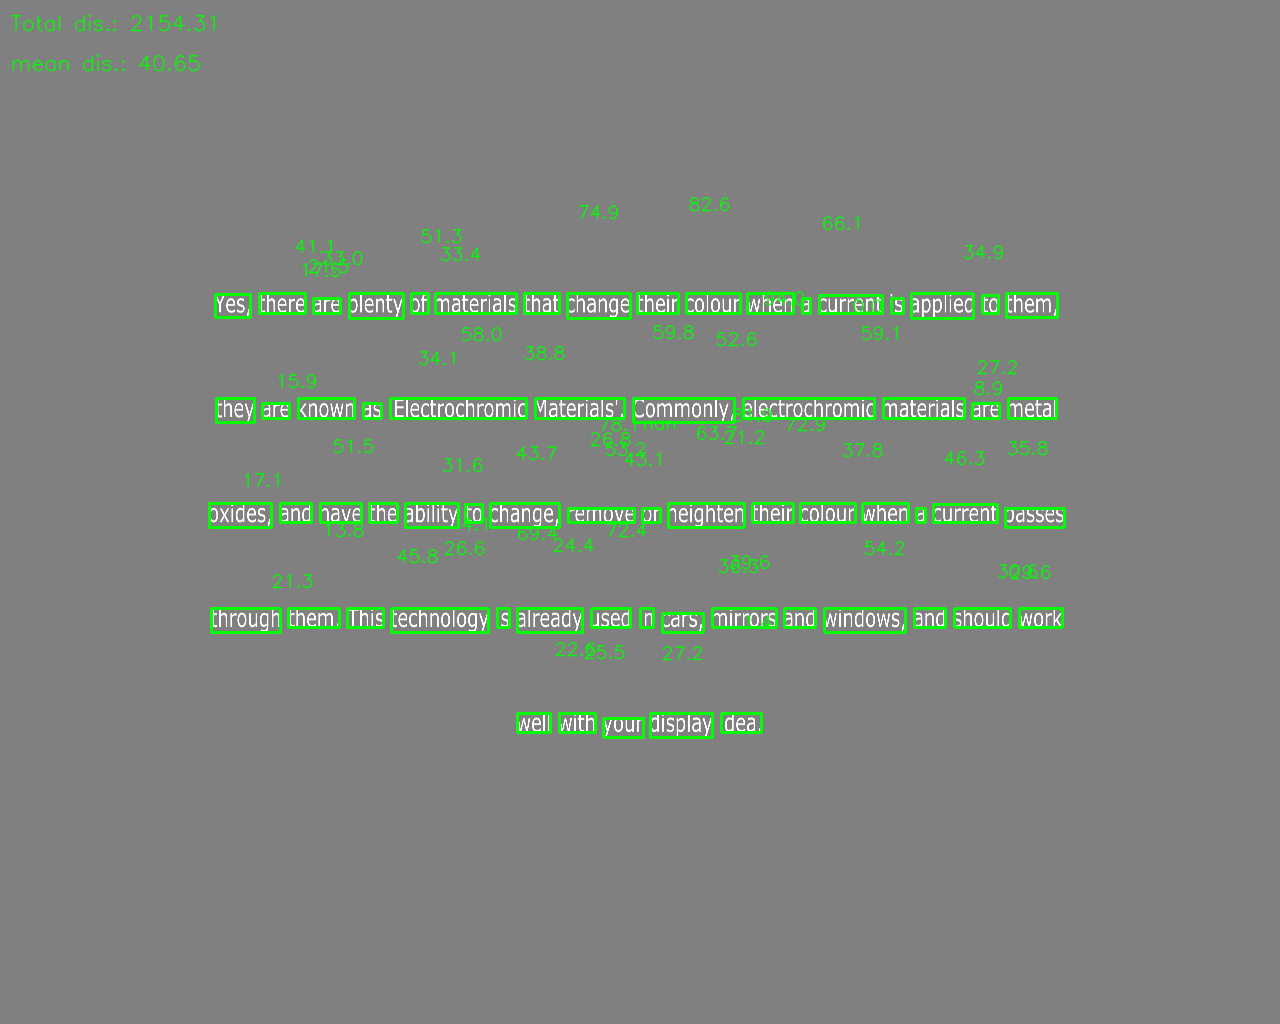 Total dis.: 2154.31
mean dis.: 40.65
82.6
74.9
66.1
51.3
41.1
33.4
33.0
34.9
17.5
Yes, there are plenty of materials that change their colour when a current is applied to them,
58.0 59.8 52.6 59.1
34.1 38.8
27.2
15.9
8.9
they are known as 'Electrochromic Materials'. Commonly, electrochromic materials are metal
72.9
26.8 21.2
51.5 43.7 43.1 37.8 35.8
31.6 46.3
17.1
oxides, and have the ability to change, remove or heighten their colour when a current passes
13.8 69.4 72.4
45.8 26.6 24.4 54.2
21.3
through them. This technology is already used in cars, mirrors and windows, and should work
22.6 25.5 27.2
well with your display idea.